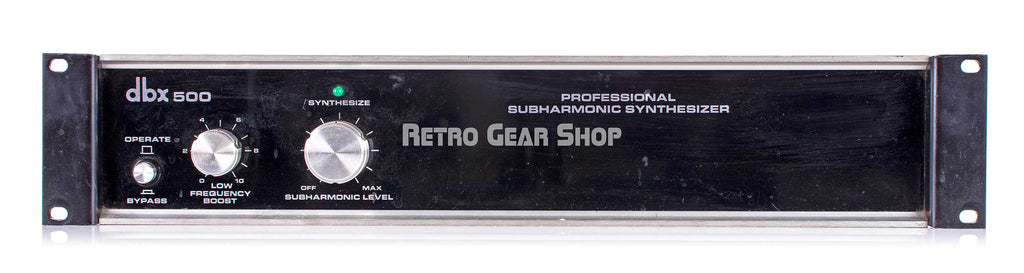 dbx 500
SYNTHESIZE
PROFESSIONAL
SUBHARMONIC SYNTHESIZER
RETRO GEAR SHOP
OPERATE
BYPASS
0 2 4 6 8 10
LOW
FREQUENCY
BOOST
OFF MAX
SUBHARMONIC LEVEL